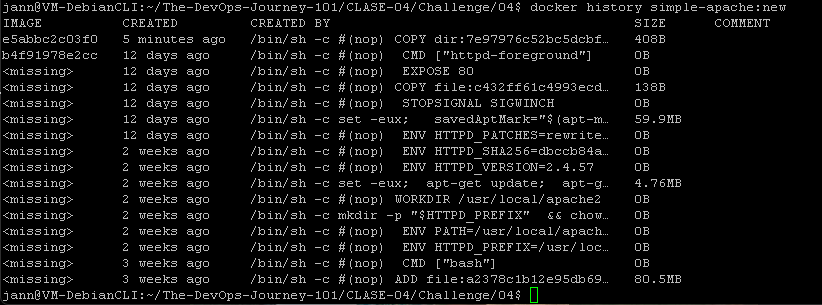 jann@VM-DebianCLI:~/The-DevOps-Journey-101/CLASE-04/Challenge/04$ docker history simple-apache:new
IMAGE CREATED CREATED BY SIZE COMMENT
e5abbc2c03f0 5 minutes ago /bin/sh -c #(nop) COPY dir:7e97976c52bc5dcbf… 408B
b4f91978e2cc 12 days ago /bin/sh -c #(nop) CMD ["httpd-foreground"] 0B
<missing> 12 days ago /bin/sh -c #(nop) EXPOSE 80 0B
<missing> 12 days ago /bin/sh -c #(nop) COPY file:c432ff61c4993ecd… 138B
<missing> 12 days ago /bin/sh -c #(nop) STOPSIGNAL SIGWINCH 0B
<missing> 12 days ago /bin/sh -c set -eux; savedAptMark="$(apt-m… 59.9MB
<missing> 12 days ago /bin/sh -c #(nop) ENV HTTPD_PATCHES=rewrite… 0B
<missing> 2 weeks ago /bin/sh -c #(nop) ENV HTTPD_SHA256=dbccb84a… 0B
<missing> 2 weeks ago /bin/sh -c #(nop) ENV HTTPD_VERSION=2.4.57 0B
<missing> 2 weeks ago /bin/sh -c set -eux; apt-get update; apt-g… 4.76MB
<missing> 2 weeks ago /bin/sh -c #(nop) WORKDIR /usr/local/apache2 0B
<missing> 2 weeks ago /bin/sh -c mkdir -p "$HTTPD_PREFIX" && chow… 0B
<missing> 2 weeks ago /bin/sh -c #(nop) ENV PATH=/usr/local/apach… 0B
<missing> 2 weeks ago /bin/sh -c #(nop) ENV HTTPD_PREFIX=/usr/loc… 0B
<missing> 3 weeks ago /bin/sh -c #(nop) CMD ["bash"] 0B
<missing> 3 weeks ago /bin/sh -c #(nop) ADD file:a2378c1b12e95db69… 80.5MB
jann@VM-DebianCLI:~/The-DevOps-Journey-101/CLASE-04/Challenge/04$